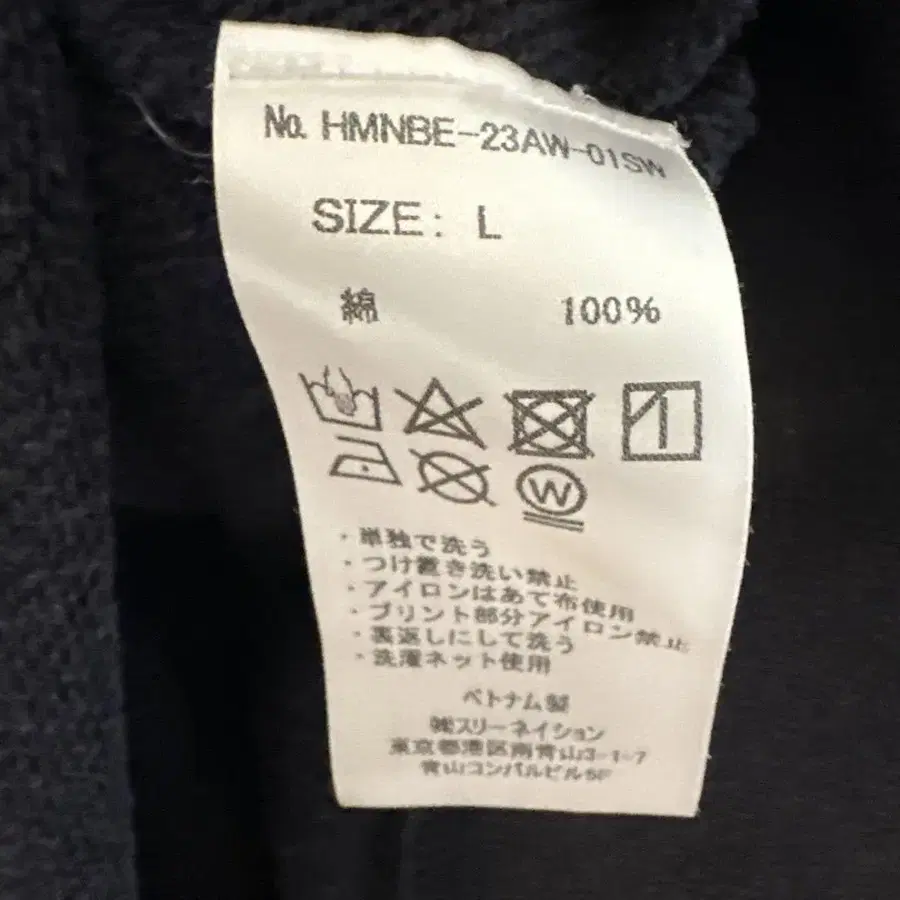 No. HMNBE-23AW-01SW
SIZE: L
綿 100%
W
・単独で洗う
・つけ置き洗い禁止
・アイロンはあて布使用
・プリント部分アイロン禁止
・裏返しにして洗う
・洗濯ネット使用
ベトナム製
㈱スリーネイション
東京都港区南青山3-1-7
青山コンパルビル5F